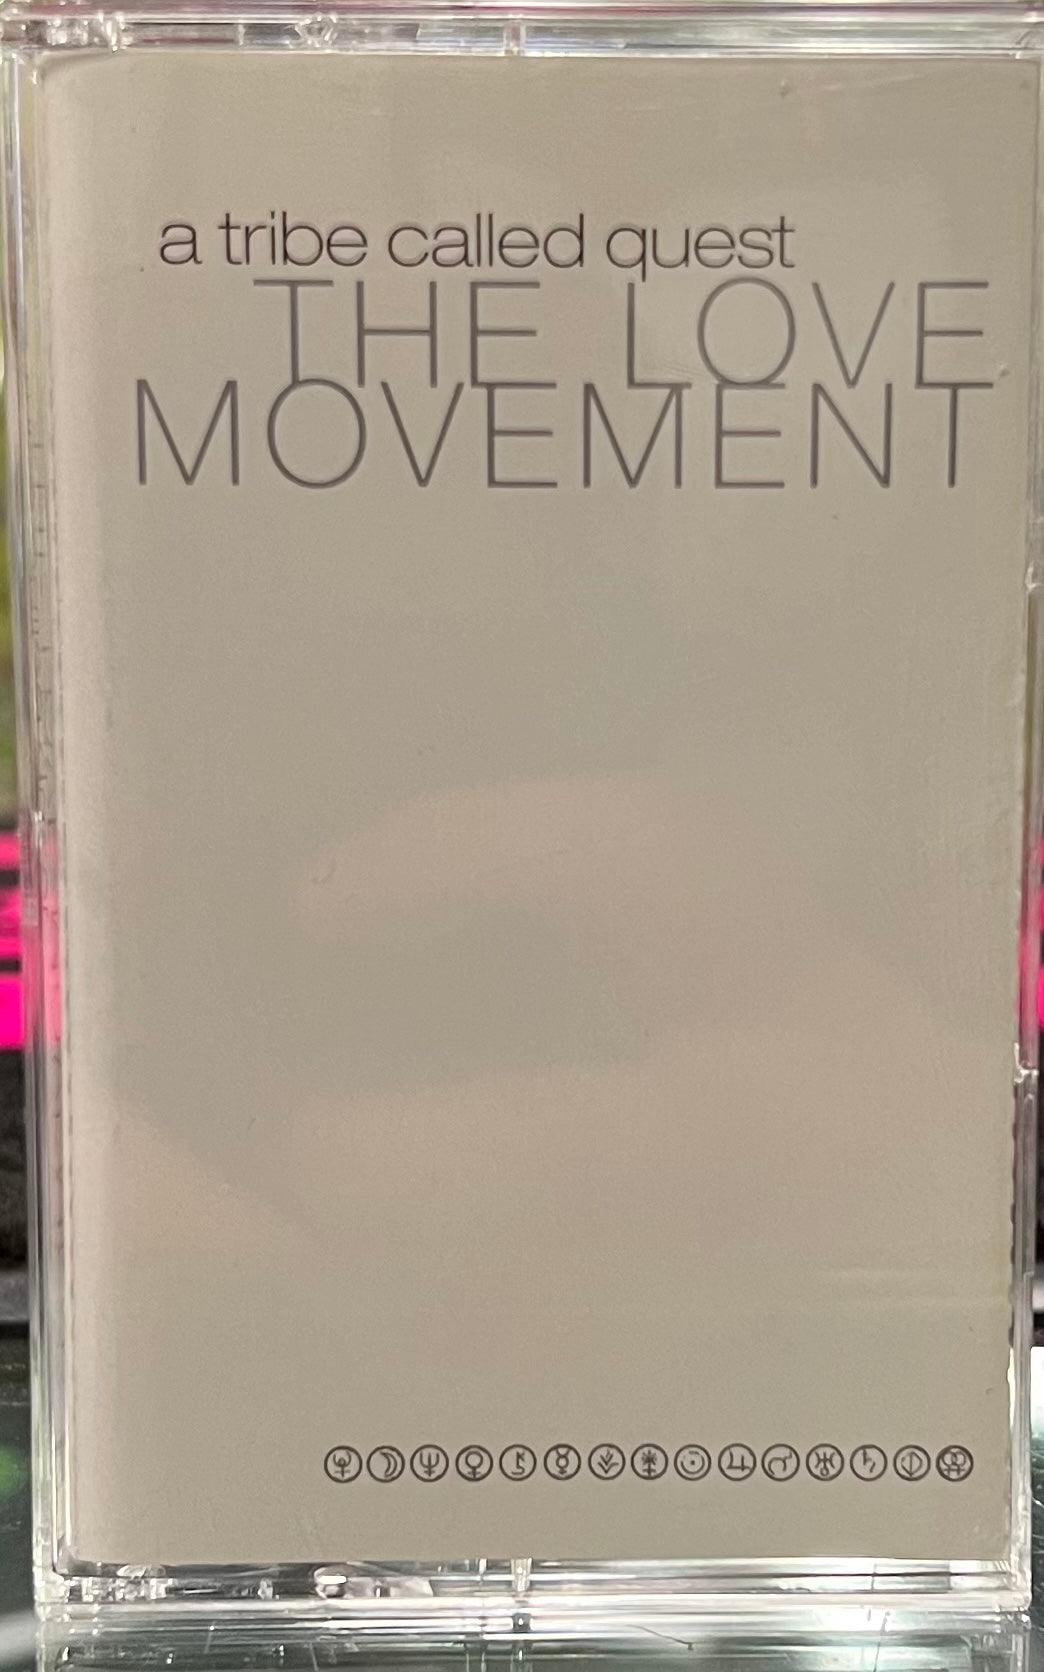 a tribe called quest
THE LOVE
MOVEMENT